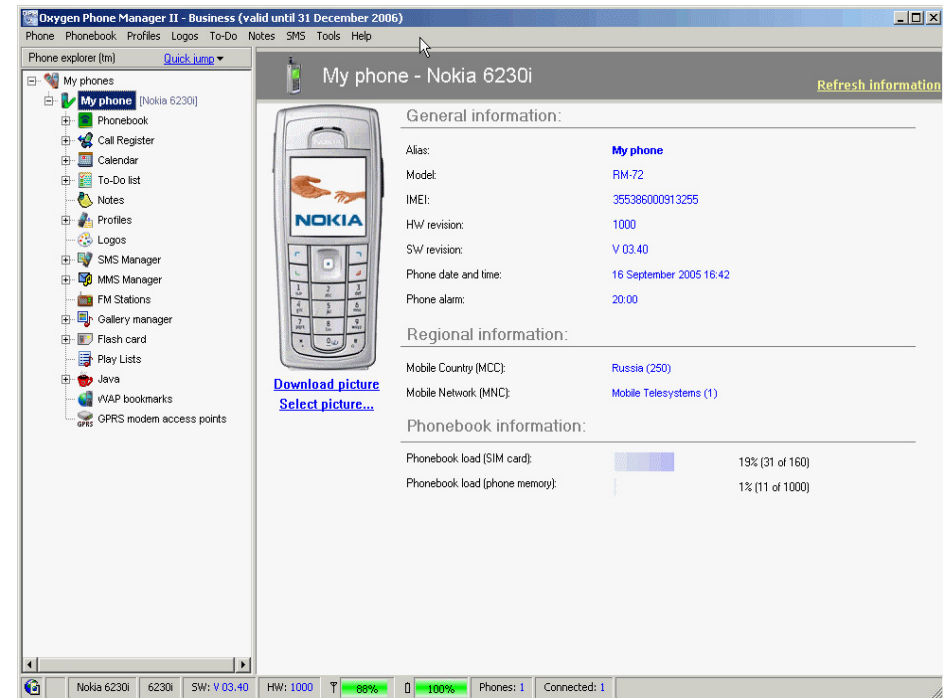 Oxygen Phone Manager II - Business (valid until 31 December 2006)
Phone Phonebook Profiles Logos To-Do Notes SMS Tools Help
Phone explorer (tm) Quick jump
My phones
My phone [Nokia 6230i]
Phonebook
Call Register
Calendar
To-Do list
Notes
Profiles
Logos
SMS Manager
MMS Manager
FM Stations
Gallery manager
Flash card
Play Lists
Java
WAP bookmarks
GPRS modem access points
My phone - Nokia 6230i
Refresh information
NOKIA
Download picture
Select picture...
General information:
Alias: My phone
Model: RM-72
IMEI: 355386000913255
HW revision: 1000
SW revision: V 03.40
Phone date and time: 16 September 2005 16:42
Phone alarm: 20:00
Regional information:
Mobile Country (MCC): Russia (250)
Mobile Network (MNC): Mobile Telesystems (1)
Phonebook information:
Phonebook load (SIM card): 19% (31 of 160)
Phonebook load (phone memory): 1% (11 of 1000)
Nokia 6230i 6230i SW: V 03.40 HW: 1000 88% 100% Phones: 1 Connected: 1